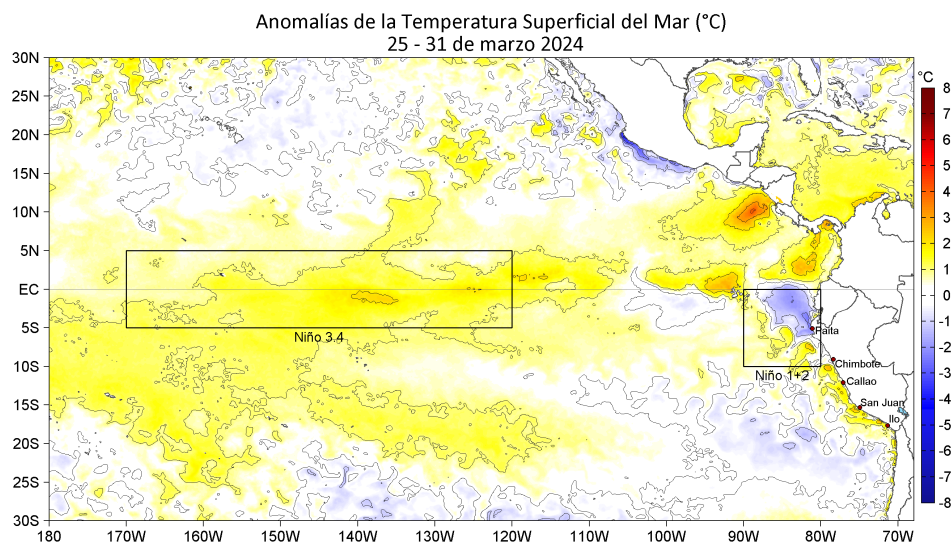 Anomalías de la Temperatura Superficial del Mar (°C)
25 - 31 de marzo 2024
°C
30N
25N
20N
15N
10N
5N
EC
5S
10S
15S
20S
25S
30S
180
170W
160W
150W
140W
130W
120W
110W
100W
90W
80W
70W
Niño 3.4
Niño 1+2
Paita
Chimbote
Callao
San Juan
Ilo
8
7
6
5
4
3
2
1
0
-1
-2
-3
-4
-5
-6
-7
-8